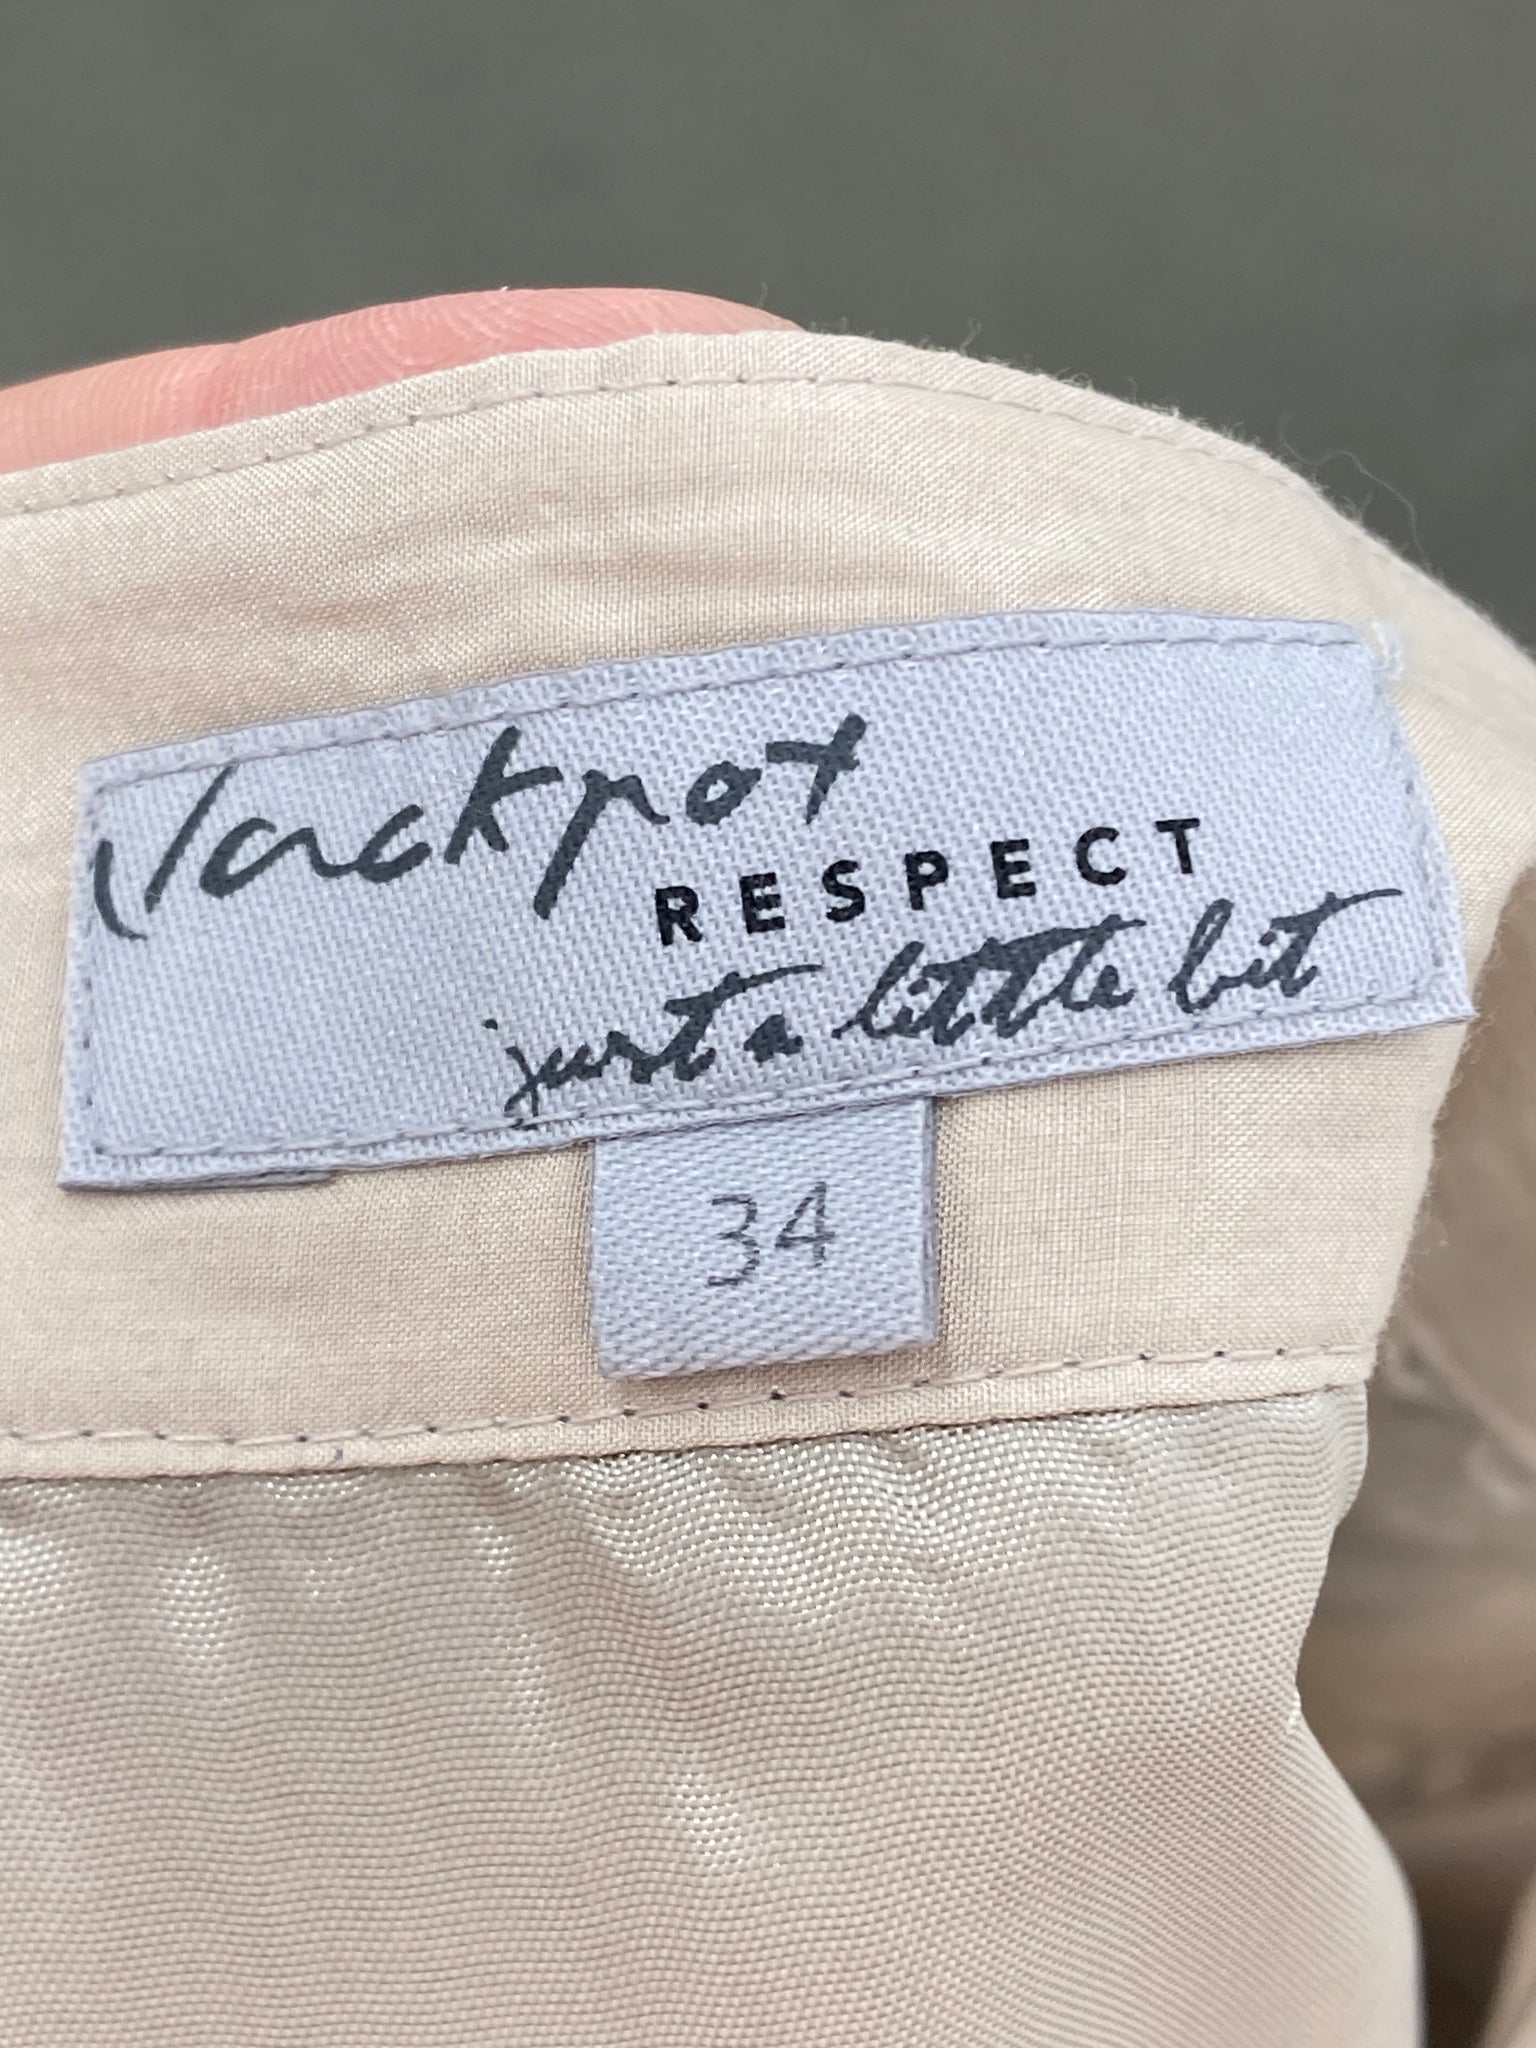 Jackpot
RESPECT
just a little bit
34